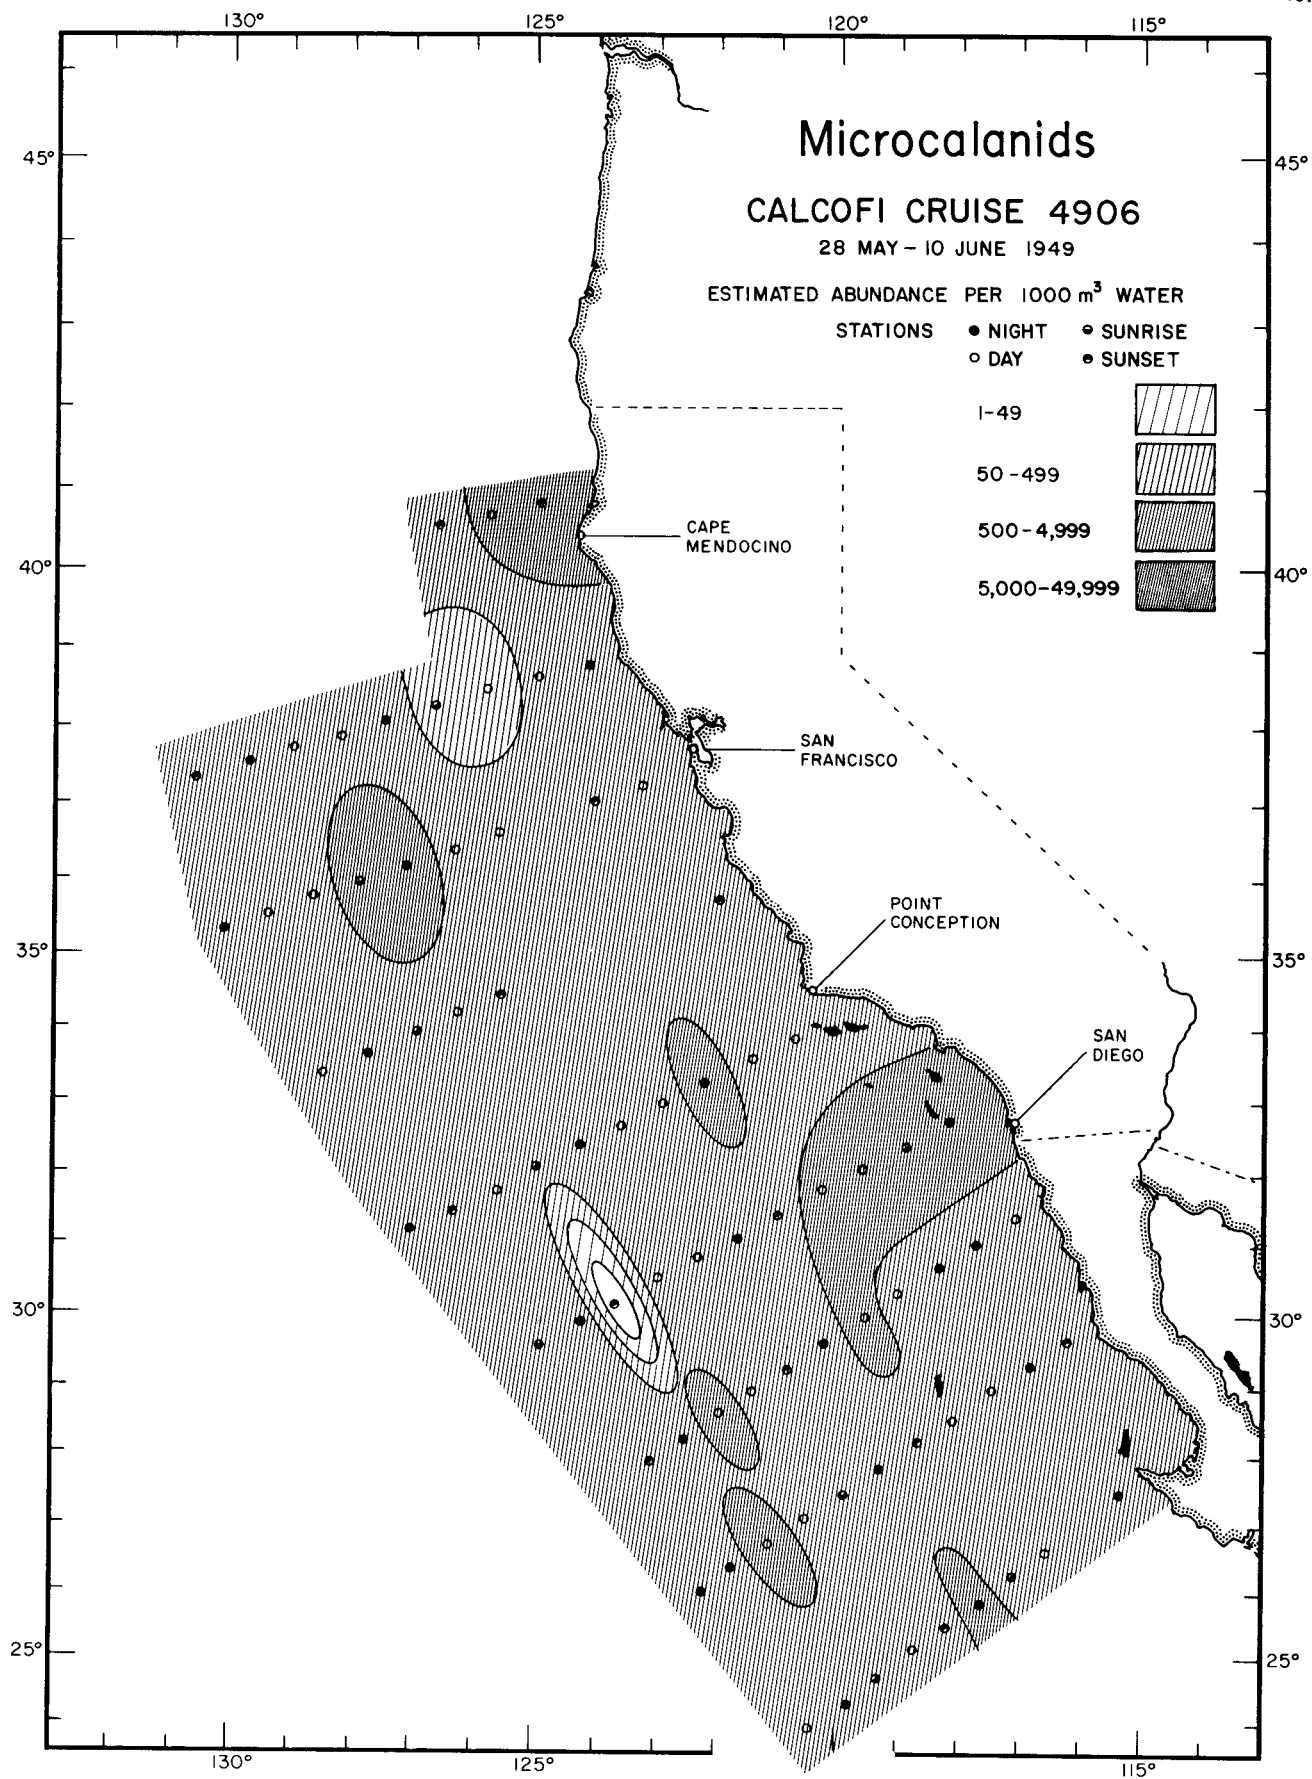 130°
125°
120°
115°
Microcalanids
45°
45°
CALCOFI CRUISE 4906
28 MAY – 10 JUNE 1949
ESTIMATED ABUNDANCE PER 1000 m³ WATER
STATIONS ● NIGHT ◓ SUNRISE
○ DAY ◓ SUNSET
1-49
50-499
500-4,999
5,000-49,999
CAPE
MENDOCINO
40°
40°
SAN
FRANCISCO
POINT
CONCEPTION
35°
35°
SAN
DIEGO
30°
30°
25°
25°
130°
125°
115°